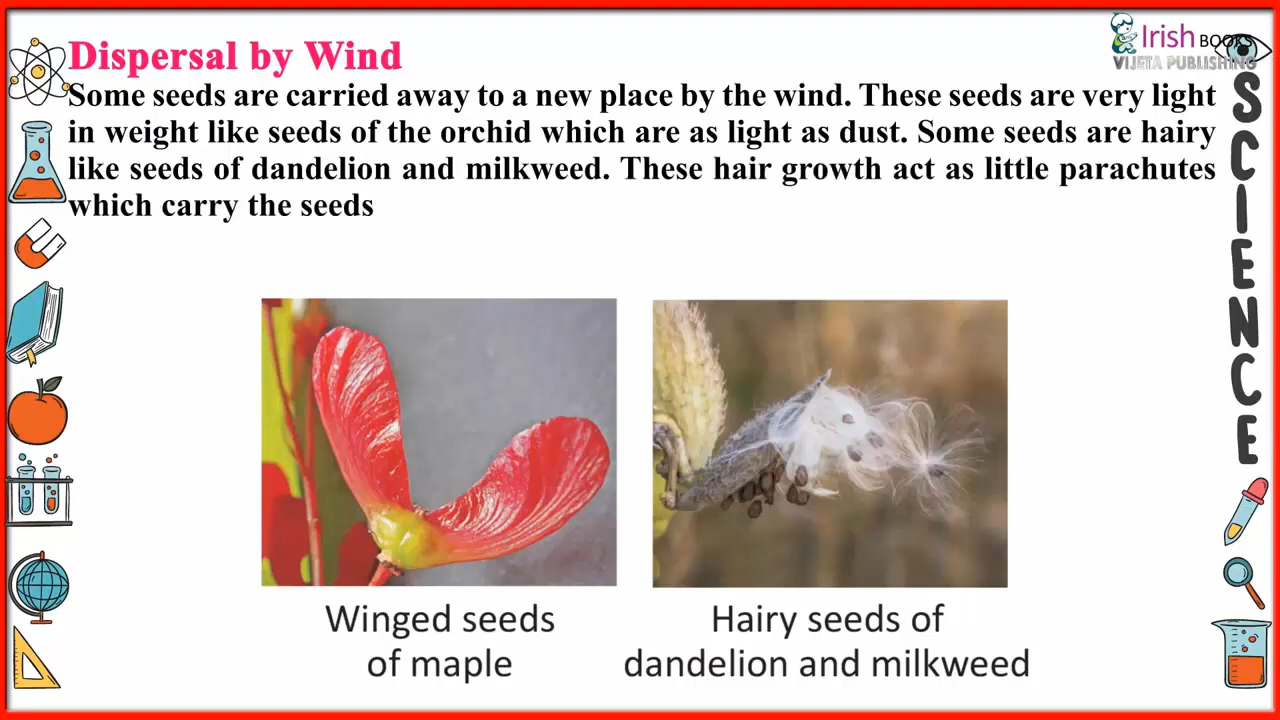 Dispersal by Wind
Irish BOOKS
VIJETA PUBLISHING
Some seeds are carried away to a new place by the wind. These seeds are very light
in weight like seeds of the orchid which are as light as dust. Some seeds are hairy
like seeds of dandelion and milkweed. These hair growth act as little parachutes
which carry the seeds
SCIENCE
Winged seeds
of maple
Hairy seeds of
dandelion and milkweed